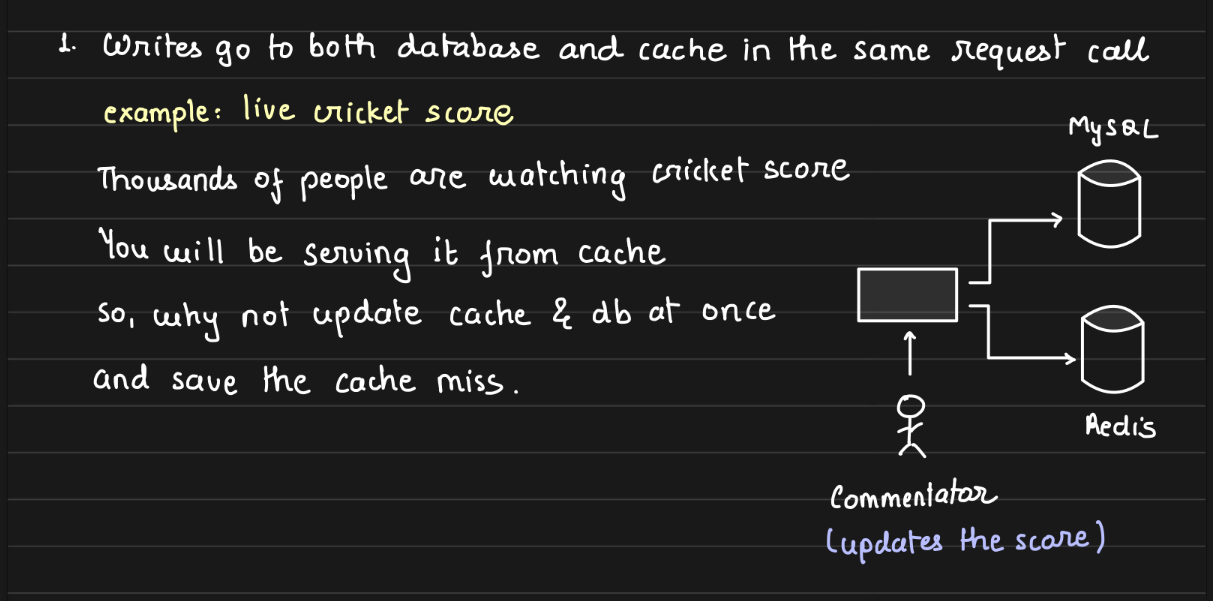 1. Writes go to both database and cache in the same request call
example: live cricket score
Thousands of people are watching cricket score
You will be serving it from cache
so, why not update cache & db at once
and save the cache miss.
MySQL
Redis
Commentator
(updates the score)